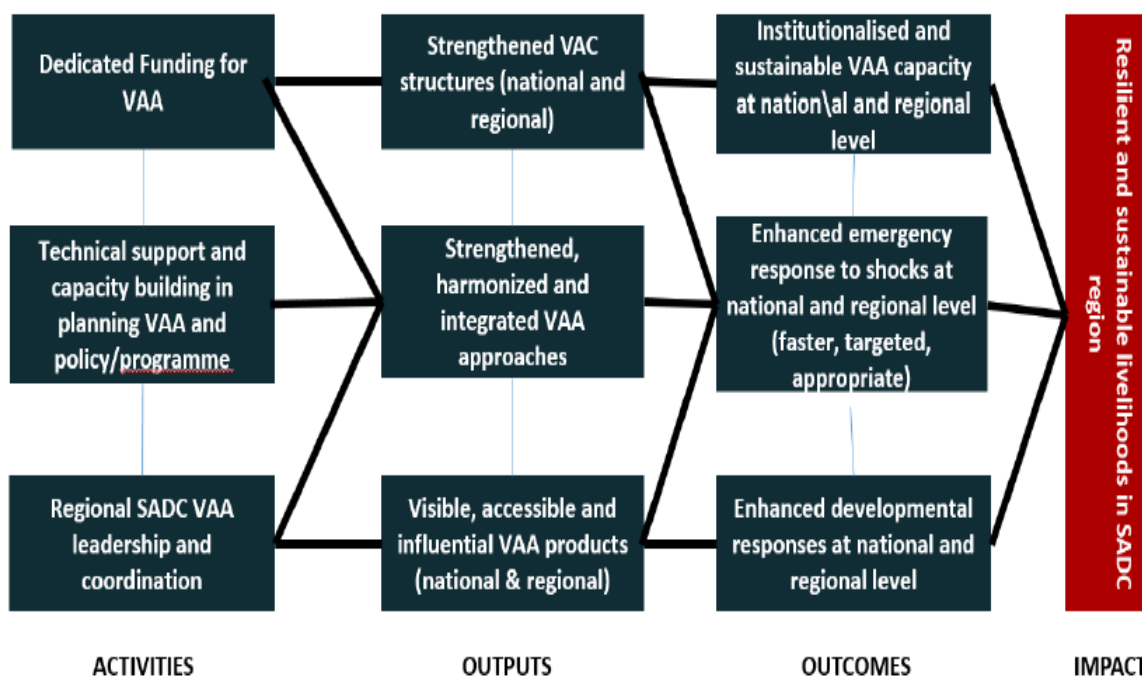 Dedicated Funding for
VAA
Technical support and
capacity building in
planning VAA and
policy/programme
Regional SADC VAA
leadership and
coordination
ACTIVITIES
Strengthened VAC
structures (national and
regional)
Strengthened,
harmonized and
integrated VAA
approaches
Visible, accessible and
influential VAA products
(national & regional)
OUTPUTS
Institutionalised and
sustainable VAA capacity
at nation\al and regional
level
Enhanced emergency
response to shocks at
national and regional level
(faster, targeted,
appropriate)
Enhanced developmental
responses at national and
regional level
OUTCOMES
Resilient and sustainable livelihoods in SADC
region
IMPACT